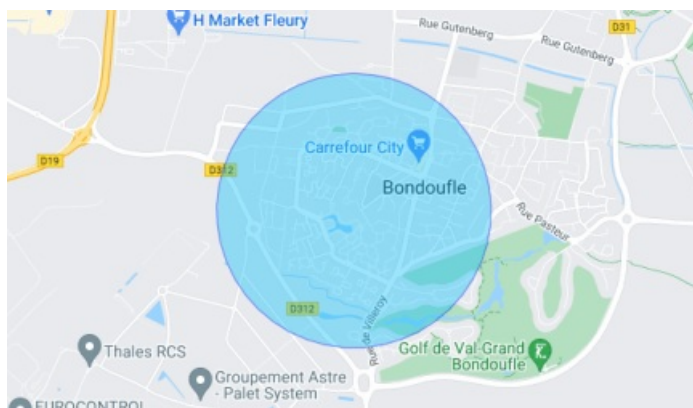 H Market Fleury
Rue Gutenberg
D31
Rue Gutenberg
Carrefour City
D19
D312
Bondoufle
Rue Pasteur
D312
Rue de Villeroy
Thales RCS
Golf de Val-Grand
Bondoufle
Groupement Astre
- Palet System
EUROCONTROL